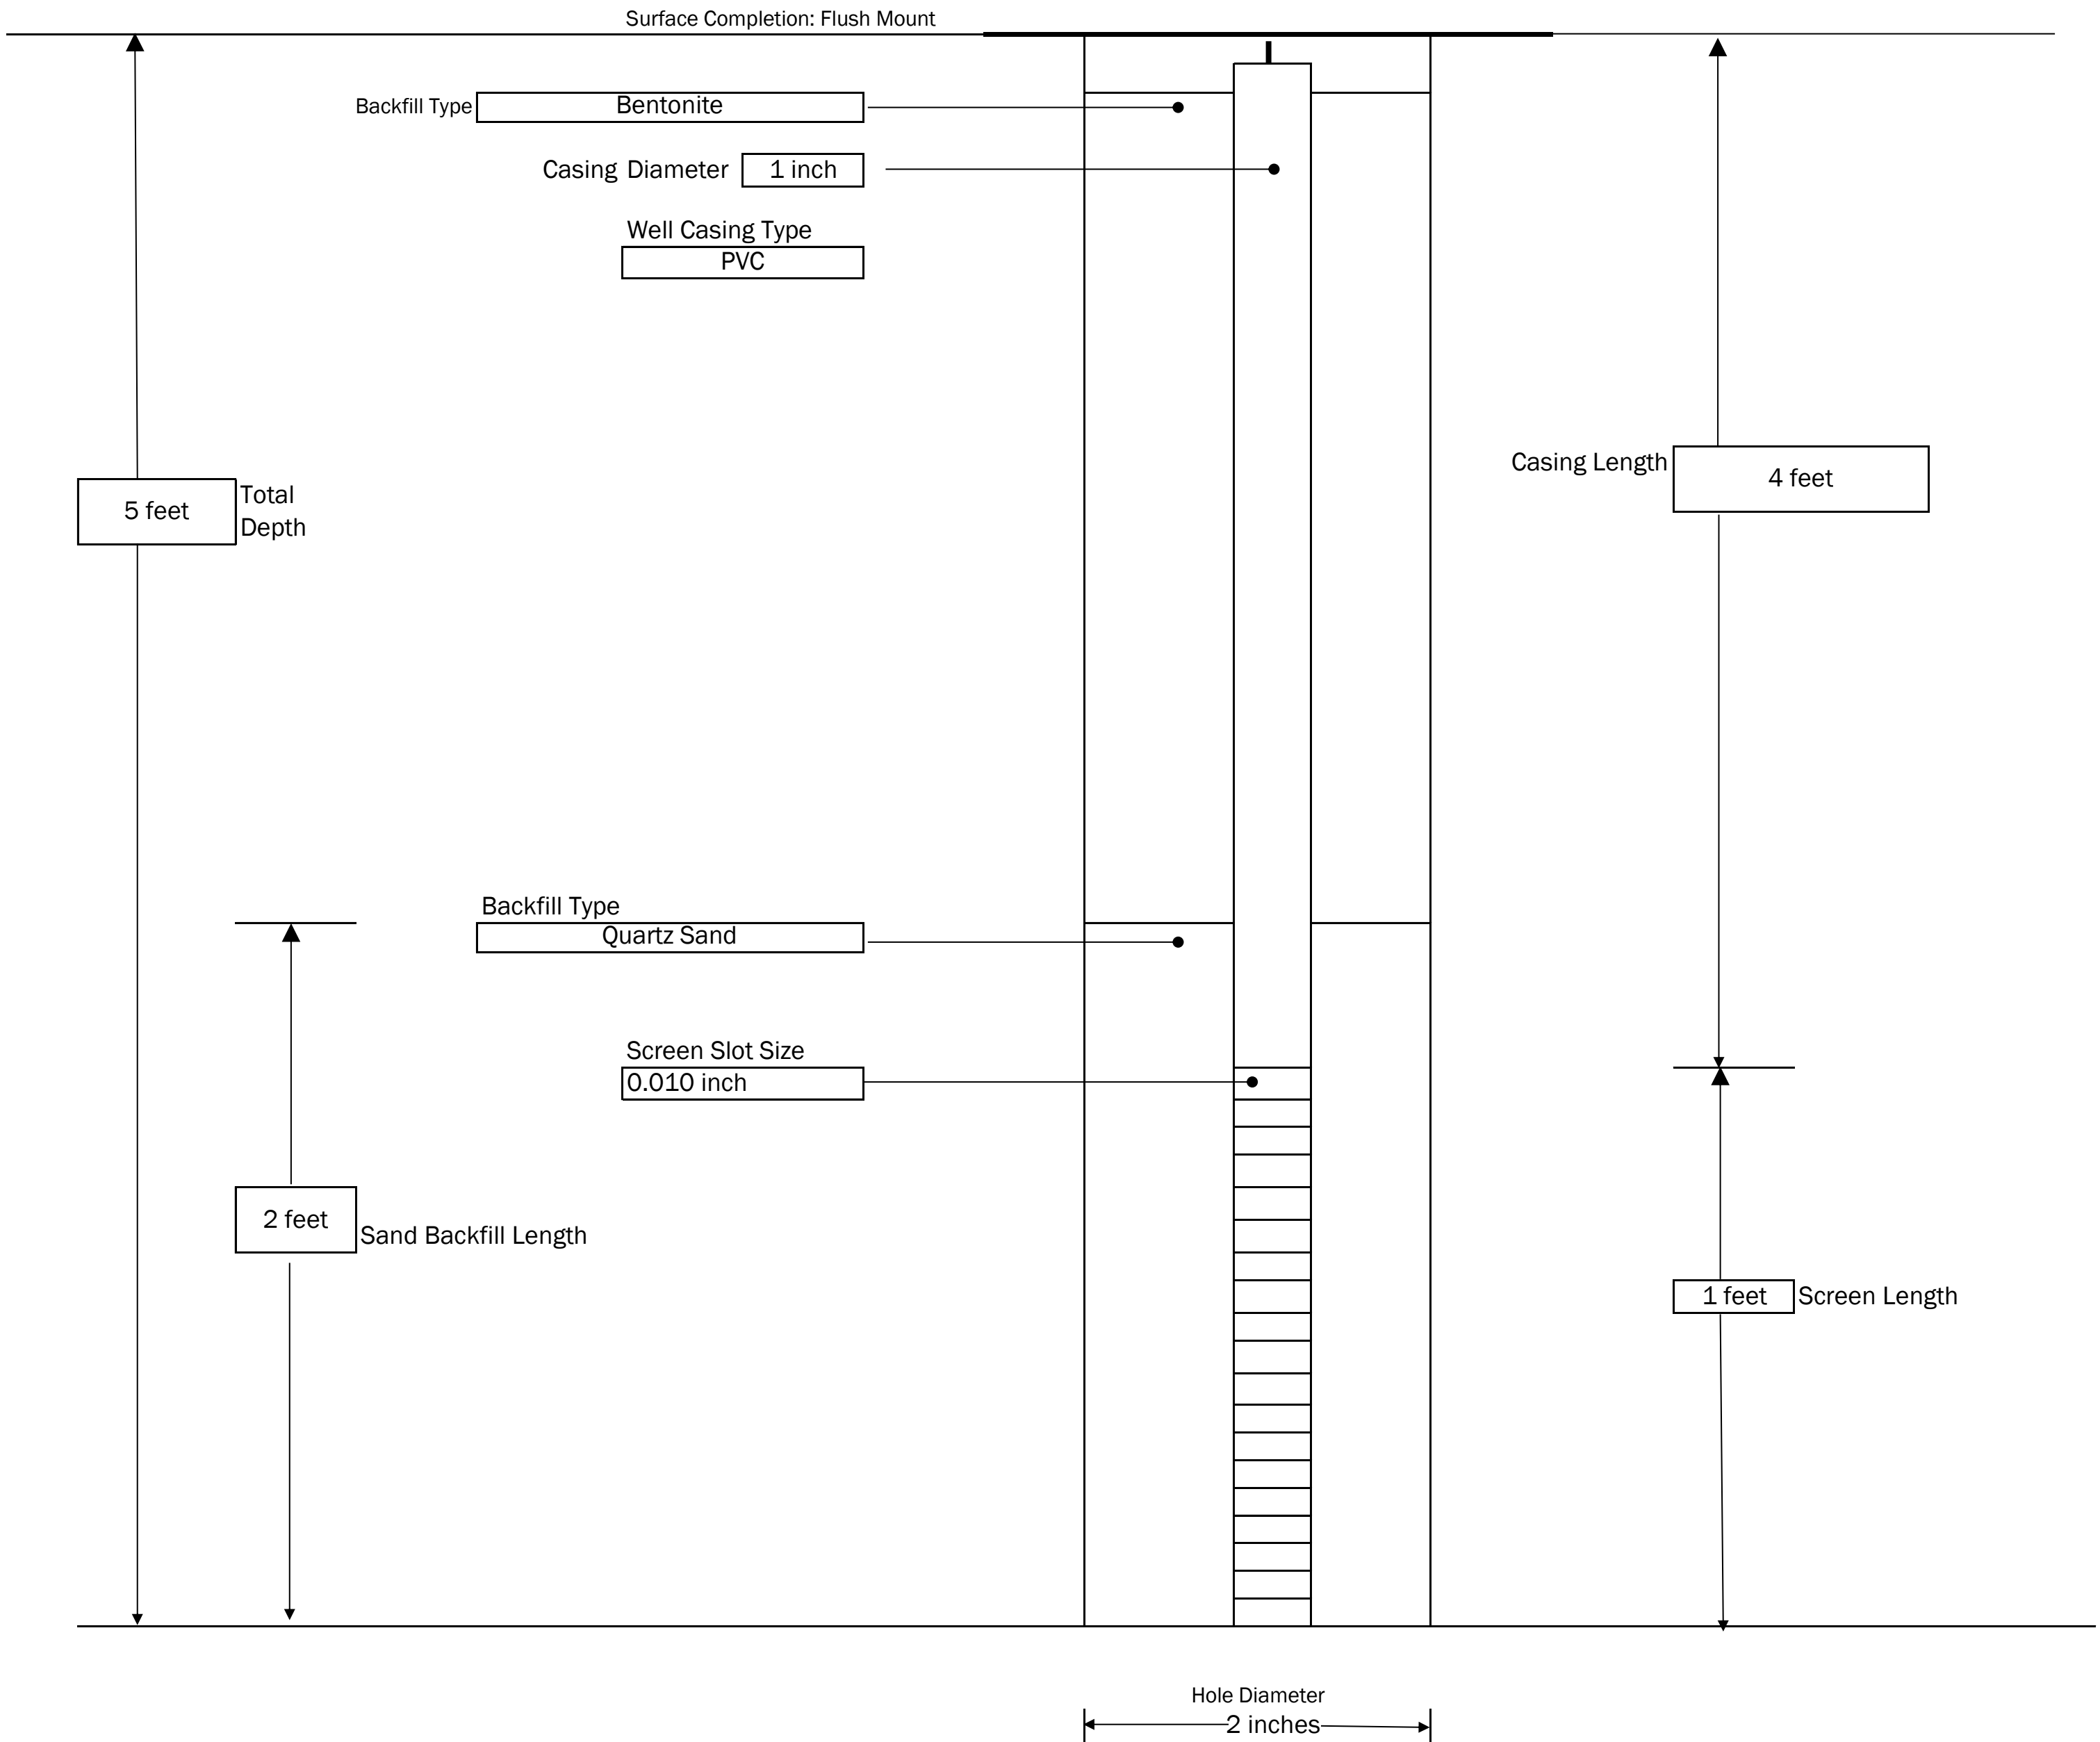 Surface Completion: Flush Mount
Backfill Type
Bentonite
Casing Diameter
1 inch
Well Casing Type
PVC
Casing Length
4 feet
5 feet
Total
Depth
Backfill Type
Quartz Sand
Screen Slot Size
0.010 inch
2 feet
Sand Backfill Length
1 feet
Screen Length
Hole Diameter
2 inches